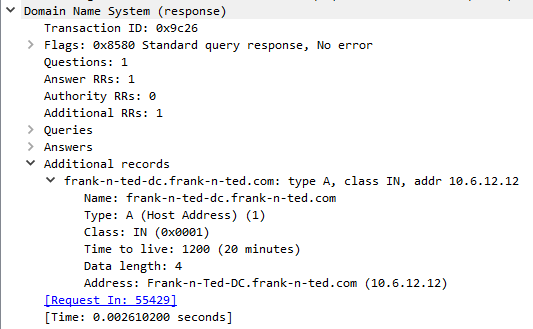 Domain Name System (response)
Transaction ID: 0x9c26
Flags: 0x8580 Standard query response, No error
Questions: 1
Answer RRs: 1
Authority RRs: 0
Additional RRs: 1
Queries
Answers
Additional records
frank-n-ted-dc.frank-n-ted.com: type A, class IN, addr 10.6.12.12
Name: frank-n-ted-dc.frank-n-ted.com
Type: A (Host Address) (1)
Class: IN (0x0001)
Time to live: 1200 (20 minutes)
Data length: 4
Address: Frank-n-Ted-DC.frank-n-ted.com (10.6.12.12)
[Request In: 55429]
[Time: 0.002610200 seconds]